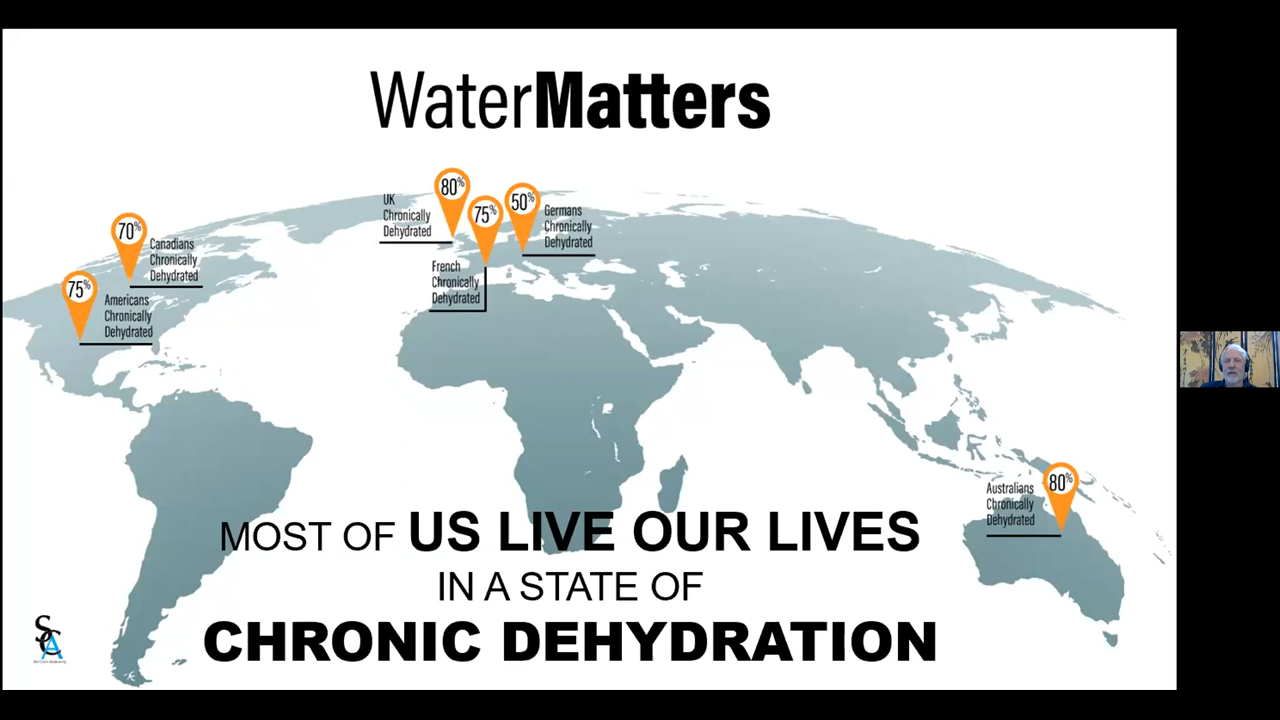 WaterMatters
80%
UK
Chronically
Dehydrated
75%
French
Chronically
Dehydrated
50%
Germans
Chronically
Dehydrated
70%
Canadians
Chronically
Dehydrated
75%
Americans
Chronically
Dehydrated
80%
Australians
Chronically
Dehydrated
MOST OF US LIVE OUR LIVES
IN A STATE OF
CHRONIC DEHYDRATION
SCA